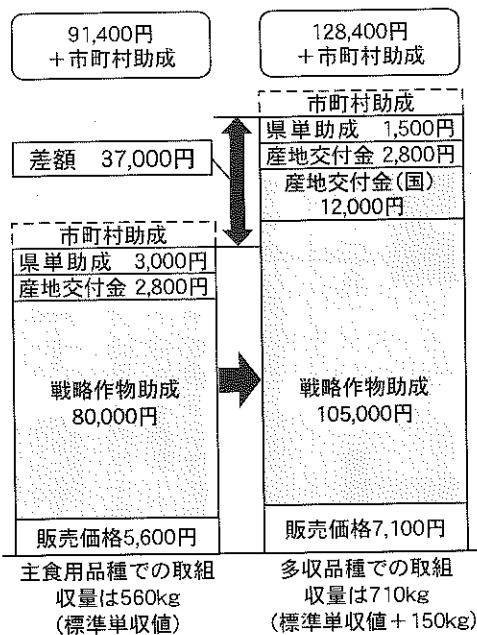 91,400円
＋市町村助成
128,400円
＋市町村助成
差額 37,000円
市町村助成
県単助成 3,000円
産地交付金 2,800円
戦略作物助成
80,000円
販売価格5,600円
主食用品種での取組
収量は560kg
(標準単収値)
市町村助成
県単助成 1,500円
産地交付金 2,800円
産地交付金(国)
12,000円
戦略作物助成
105,000円
販売価格7,100円
多収品種での取組
収量は710kg
(標準単収値＋150kg)